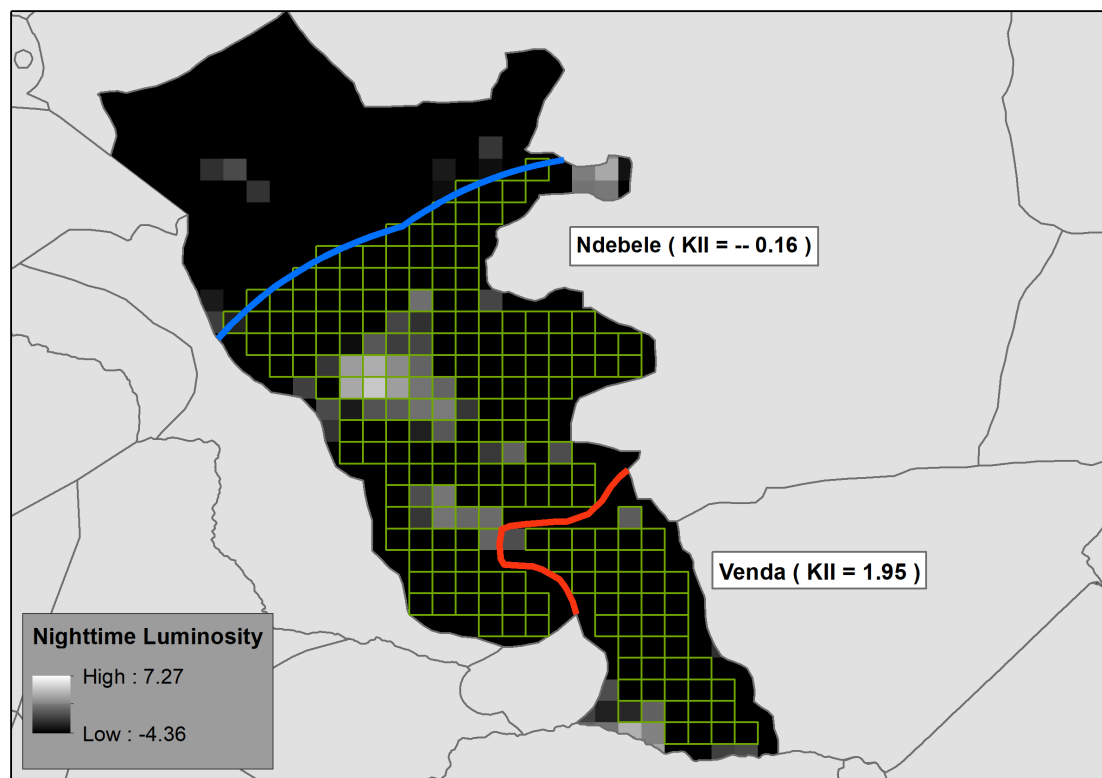 Ndebele ( KII = -- 0.16 )
Venda ( KII = 1.95 )
Nighttime Luminosity
High : 7.27
Low : -4.36